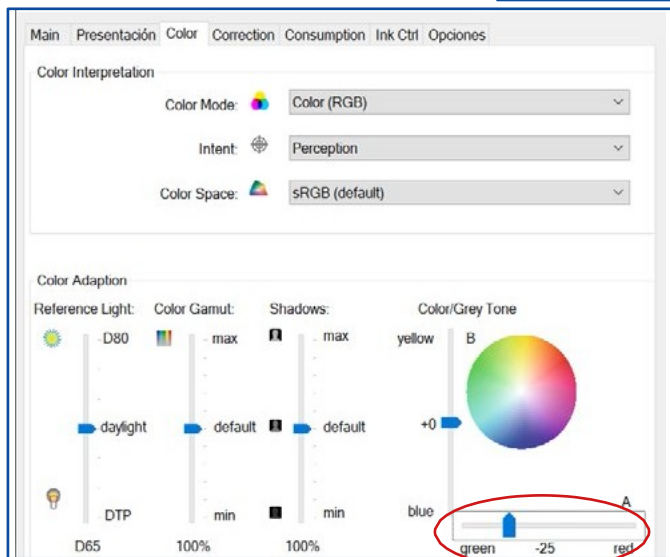 Main Presentación Color Correction Consumption Ink Ctrl Opciones
Color Interpretation
Color Mode: Color (RGB)
Intent: Perception
Color Space: sRGB (default)
Color Adaption
Reference Light: Color Gamut: Shadows: Color/Grey Tone
D80 max max yellow B
daylight default default +0
DTP min min blue A
D65 100% 100% green -25 red